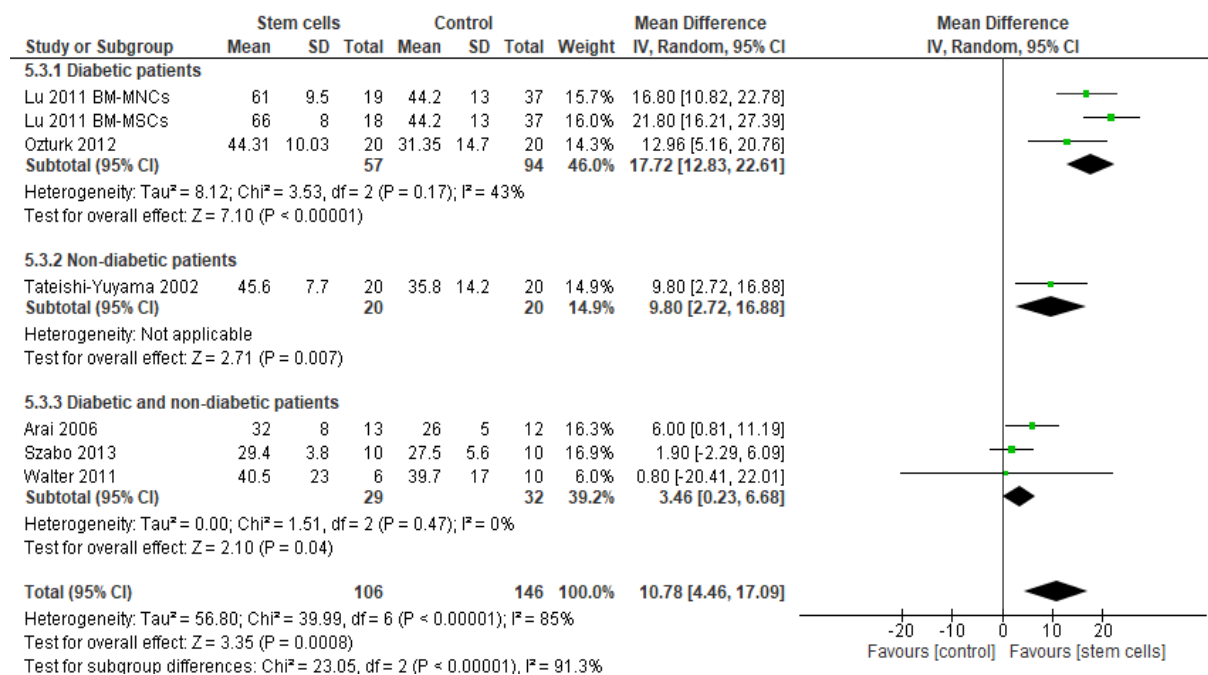 Stem cells Control Mean Difference Mean Difference
Study or Subgroup Mean SD Total Mean SD Total Weight IV, Random, 95% CI IV, Random, 95% CI
5.3.1 Diabetic patients
Lu 2011 BM-MNCs 61 9.5 19 44.2 13 37 15.7% 16.80 [10.82, 22.78]
Lu 2011 BM-MSCs 66 8 18 44.2 13 37 16.0% 21.80 [16.21, 27.39]
Ozturk 2012 44.31 10.03 20 31.35 14.7 20 14.3% 12.96 [5.16, 20.76]
Subtotal (95% CI) 57 94 46.0% 17.72 [12.83, 22.61]
Heterogeneity: Tau² = 8.12; Chi² = 3.53, df = 2 (P = 0.17); I² = 43%
Test for overall effect: Z = 7.10 (P < 0.00001)
5.3.2 Non-diabetic patients
Tateishi-Yuyama 2002 45.6 7.7 20 35.8 14.2 20 14.9% 9.80 [2.72, 16.88]
Subtotal (95% CI) 20 20 14.9% 9.80 [2.72, 16.88]
Heterogeneity: Not applicable
Test for overall effect: Z = 2.71 (P = 0.007)
5.3.3 Diabetic and non-diabetic patients
Arai 2006 32 8 13 26 5 12 16.3% 6.00 [0.81, 11.19]
Szabo 2013 29.4 3.8 10 27.5 5.6 10 16.9% 1.90 [-2.29, 6.09]
Walter 2011 40.5 23 6 39.7 17 10 6.0% 0.80 [-20.41, 22.01]
Subtotal (95% CI) 29 32 39.2% 3.46 [0.23, 6.68]
Heterogeneity: Tau² = 0.00; Chi² = 1.51, df = 2 (P = 0.47); I² = 0%
Test for overall effect: Z = 2.10 (P = 0.04)
Total (95% CI) 106 146 100.0% 10.78 [4.46, 17.09]
Heterogeneity: Tau² = 56.80; Chi² = 39.99, df = 6 (P < 0.00001); I² = 85%
Test for overall effect: Z = 3.35 (P = 0.0008)
Test for subgroup differences: Chi² = 23.05, df = 2 (P < 0.00001), I² = 91.3%
-20 -10 0 10 20
Favours [control] Favours [stem cells]